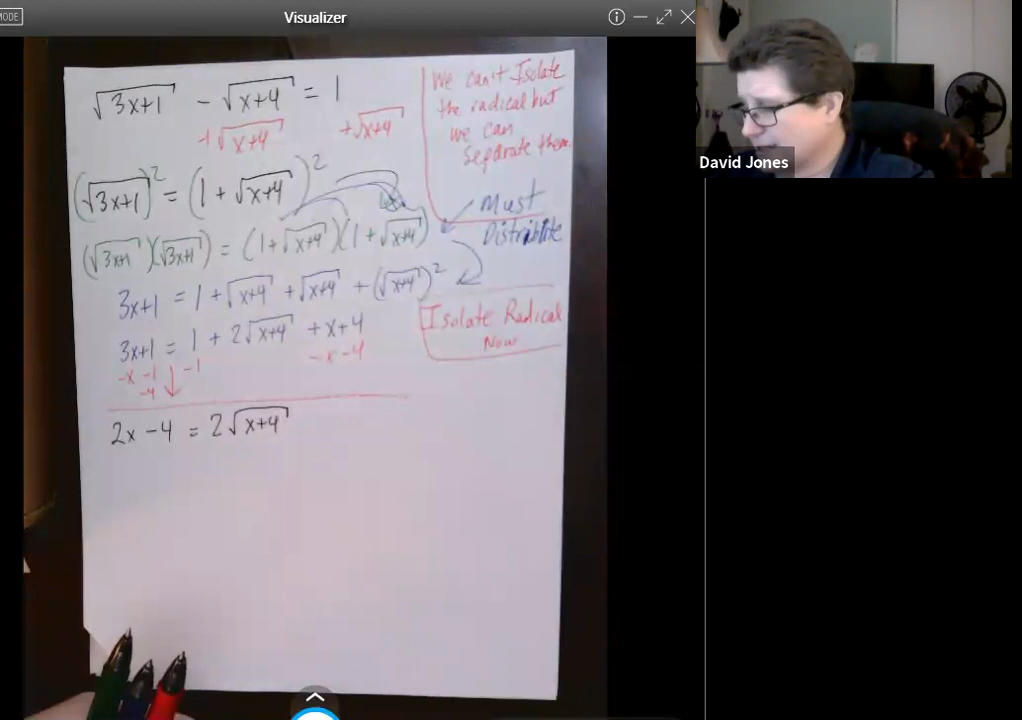 MODE
Visualizer
David Jones
√3x+1 - √x+4 = 1
-1√x+4 +√x+4
(√3x+1)² = (1 + √x+4)²
(√3x+1)(√3x+1) = (1+√x+4)(1+√x+4)
3x+1 = 1 + √x+4 + √x+4 + (√x+4)²
3x+1 = 1 + 2√x+4 + x+4
-x -1 -1 -x-4
-4
2x -4 = 2√x+4
We can't Isolate
the radical but
we can
Separate them.
Must
Distribute
Isolate Radical
Now